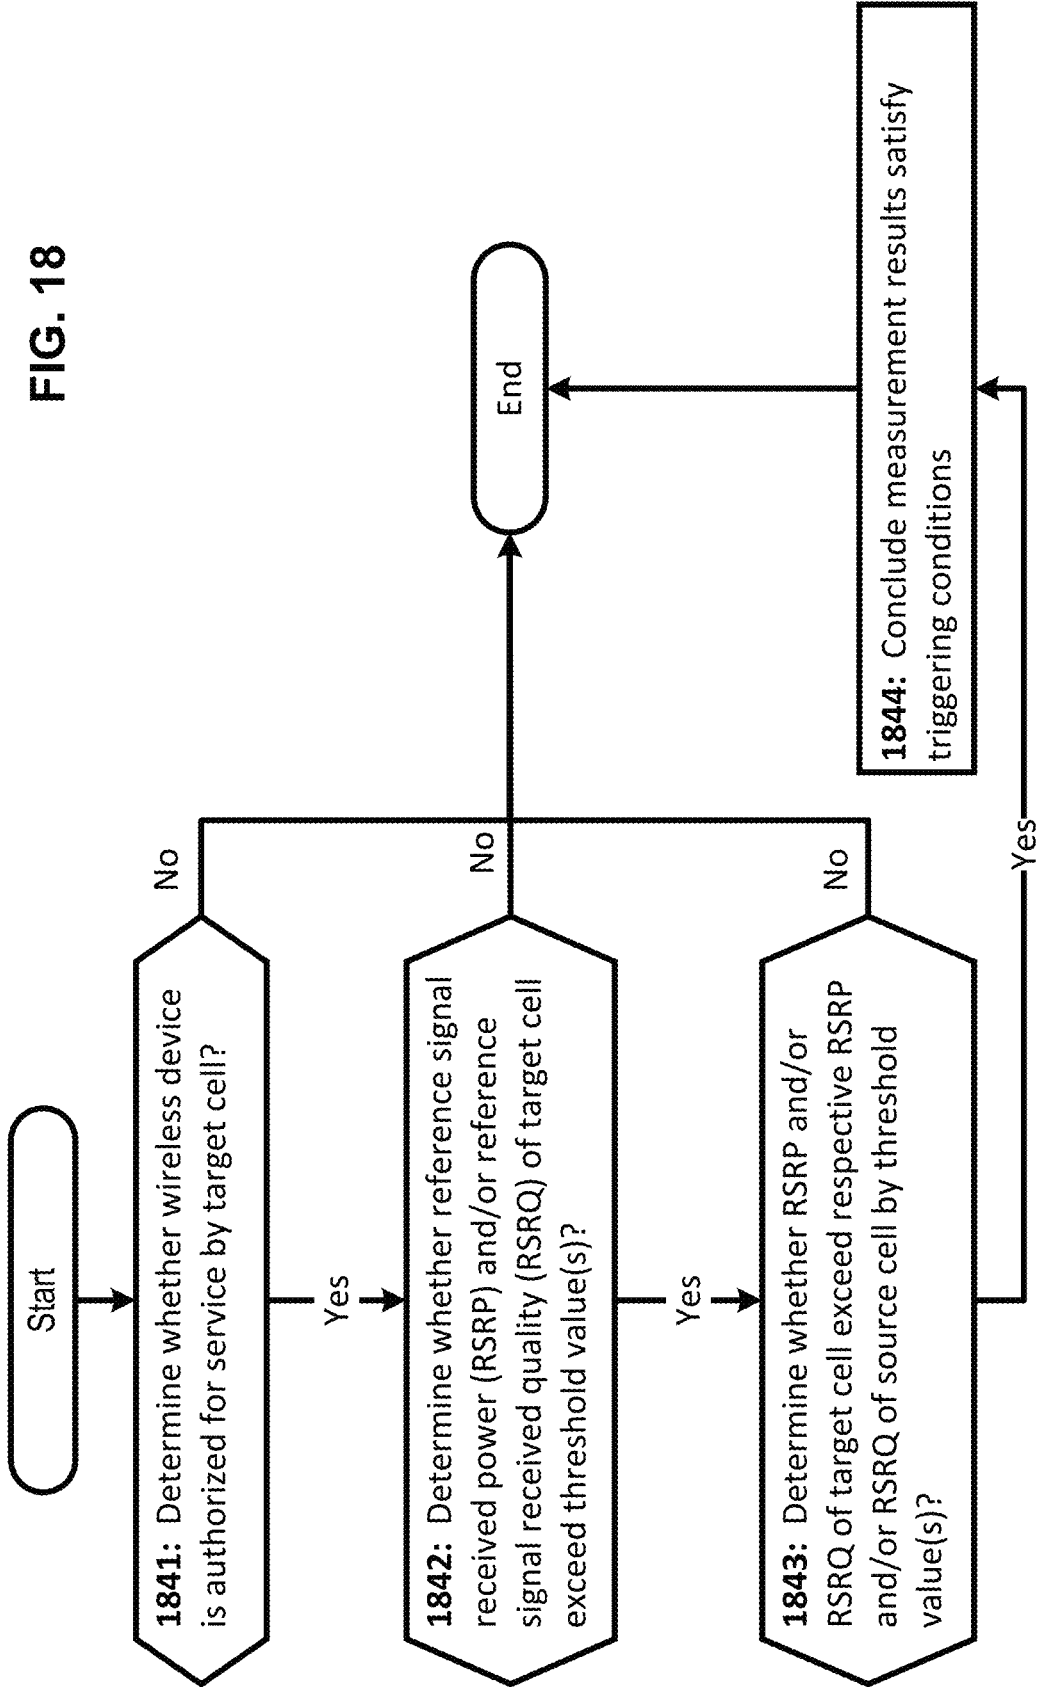 FIG. 18
Start
1841: Determine whether wireless device
is authorized for service by target cell?
No
Yes
1842: Determine whether reference signal
received power (RSRP) and/or reference
signal received quality (RSRQ) of target cell
exceed threshold value(s)?
No
Yes
1843: Determine whether RSRP and/or
RSRQ of target cell exceed respective RSRP
and/or RSRQ of source cell by threshold
value(s)?
No
Yes
1844: Conclude measurement results satisfy
triggering conditions
End